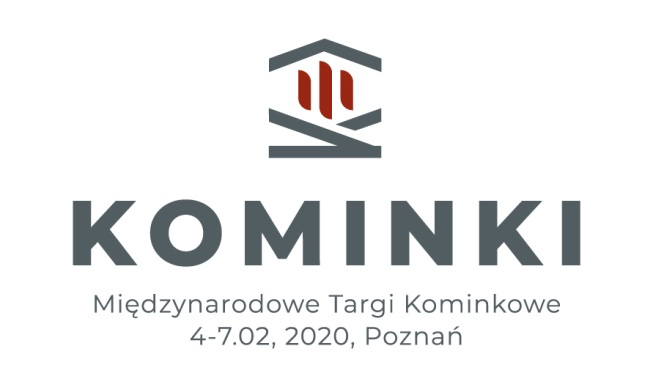 KOMINKI
Międzynarodowe Targi Kominkowe
4-7.02, 2020, Poznań